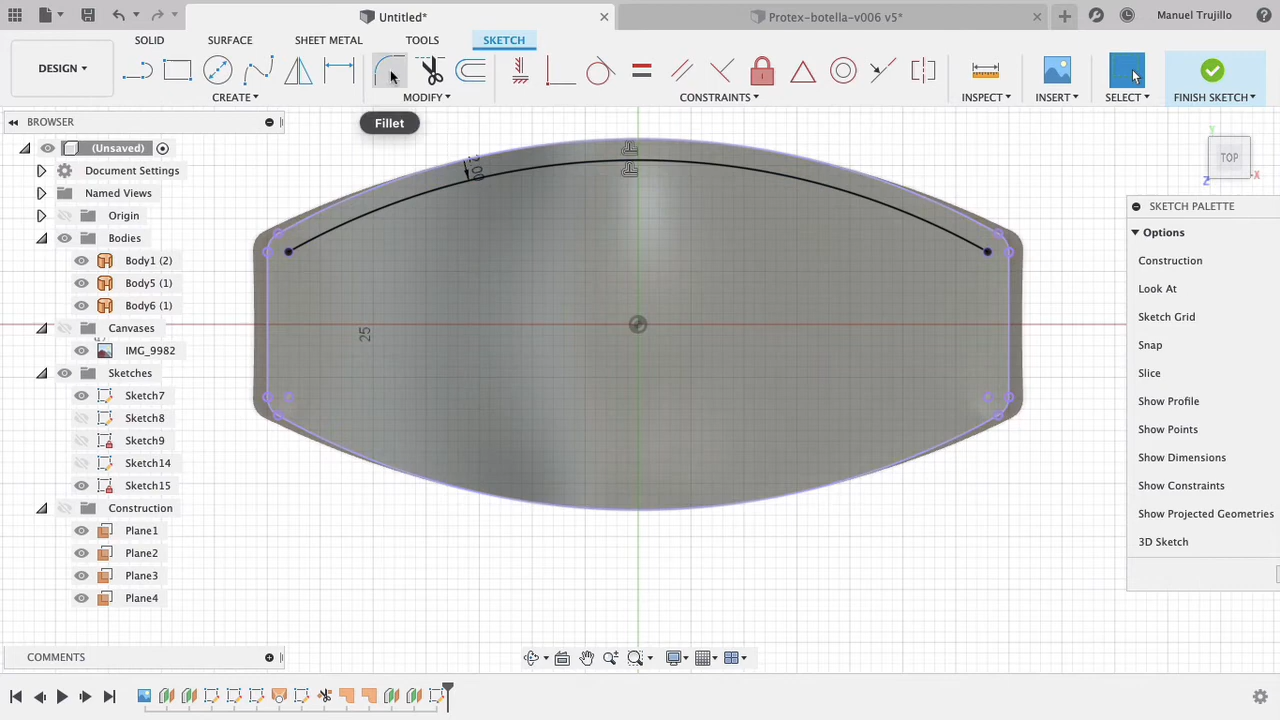 Untitled*
Protex-botella-v006 v5*
Manuel Trujillo
DESIGN
SOLID
SURFACE
SHEET METAL
TOOLS
SKETCH
CREATE
MODIFY
CONSTRAINTS
INSPECT
INSERT
SELECT
FINISH SKETCH
Fillet
BROWSER
(Unsaved)
Document Settings
Named Views
Origin
Bodies
Body1 (2)
Body5 (1)
Body6 (1)
Canvases
IMG_9982
Sketches
Sketch7
Sketch8
Sketch9
Sketch14
Sketch15
Construction
Plane1
Plane2
Plane3
Plane4
25
TOP
Y
Z
X
SKETCH PALETTE
Options
Construction
Look At
Sketch Grid
Snap
Slice
Show Profile
Show Points
Show Dimensions
Show Constraints
Show Projected Geometries
3D Sketch
COMMENTS